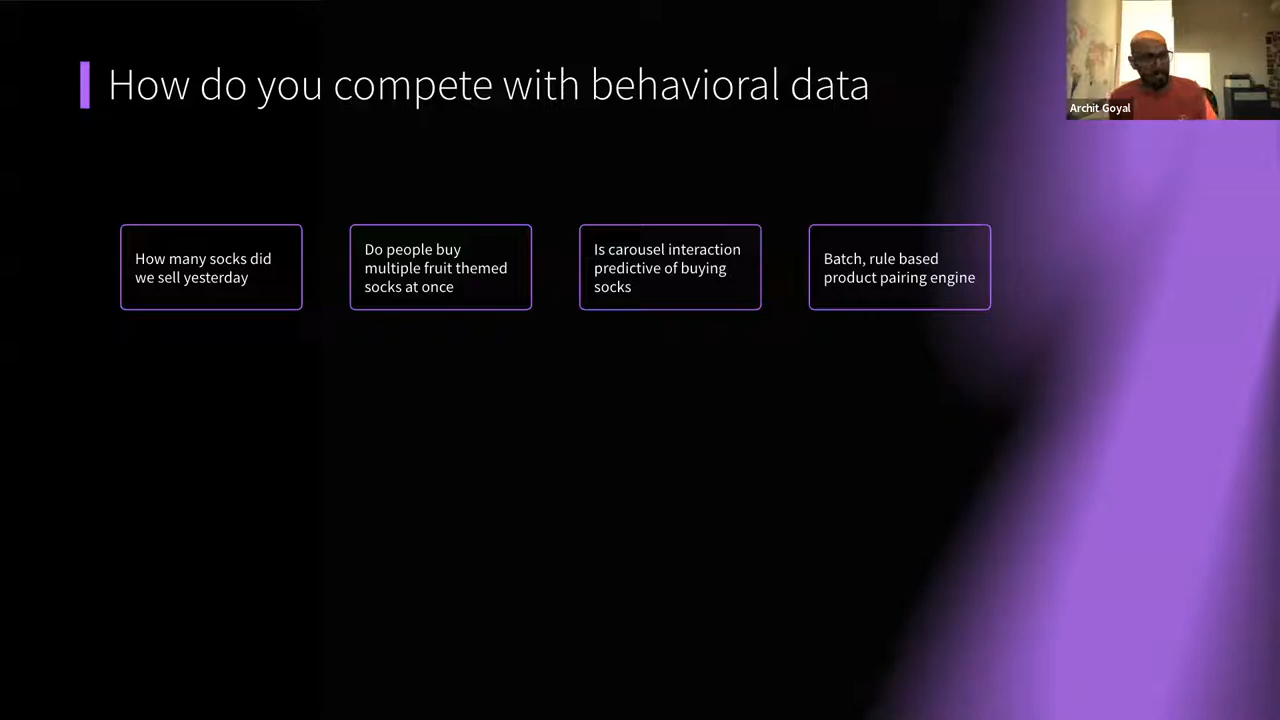 How do you compete with behavioral data
Archit Goyal
How many socks did
we sell yesterday
Do people buy
multiple fruit themed
socks at once
Is carousel interaction
predictive of buying
socks
Batch, rule based
product pairing engine